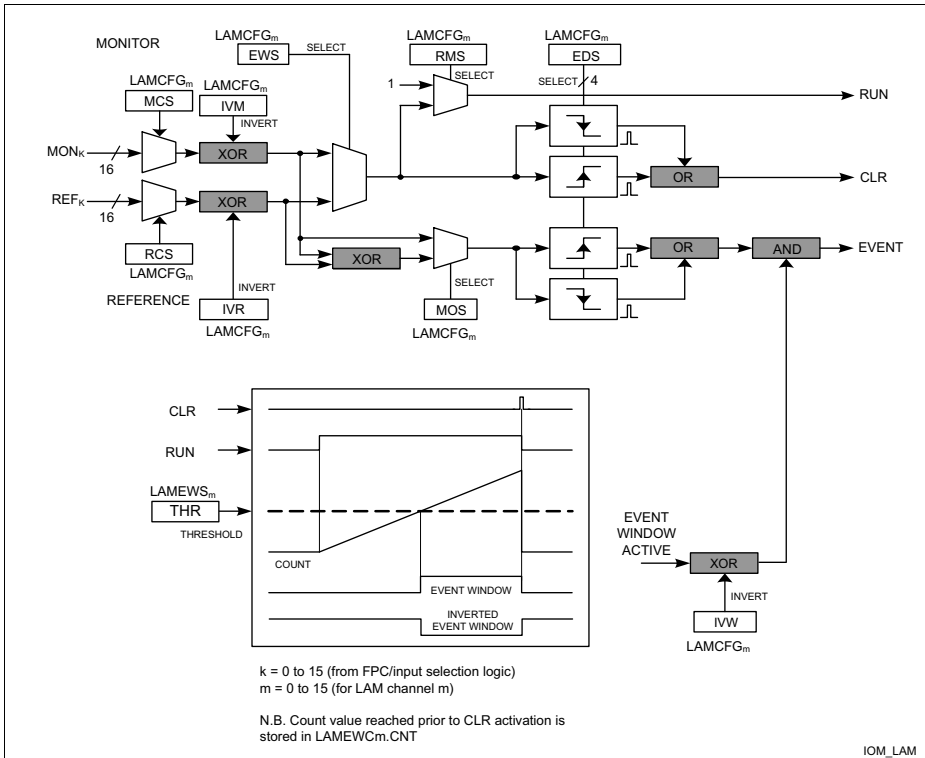 MONITOR
LAMCFGm
EWS
SELECT
LAMCFGm
RMS
SELECT
1
LAMCFGm
EDS
SELECT
4
RUN
LAMCFGm
MCS
LAMCFGm
IVM
INVERT
MONK
16
XOR
OR
CLR
REFK
16
XOR
XOR
OR
AND
EVENT
RCS
LAMCFGm
REFERENCE
INVERT
IVR
LAMCFGm
SELECT
MOS
LAMCFGm
CLR
RUN
LAMEWSm
THR
THRESHOLD
COUNT
EVENT WINDOW
INVERTED
EVENT WINDOW
EVENT
WINDOW
ACTIVE
XOR
INVERT
IVW
LAMCFGm
k = 0 to 15 (from FPC/input selection logic)
m = 0 to 15 (for LAM channel m)
N.B. Count value reached prior to CLR activation is
stored in LAMEWCm.CNT
IOM_LAM